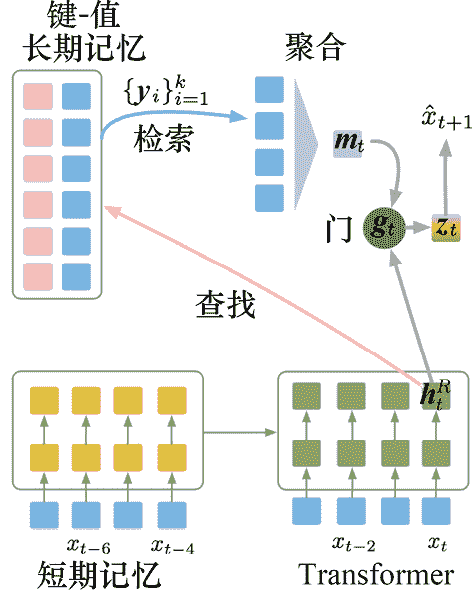 键-值
长期记忆
聚合
{y_i}_{i=1}^k
检索
m_t
x̂_{t+1}
门
g_t
z_t
查找
h_t^R
x_{t−6}
x_{t−4}
x_{t−2}
x_t
短期记忆
Transformer